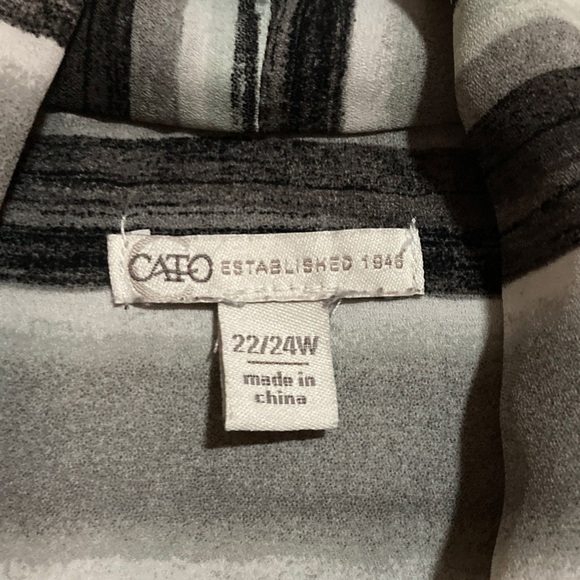 CATO ESTABLISHED 1946
22/24W
made in
china